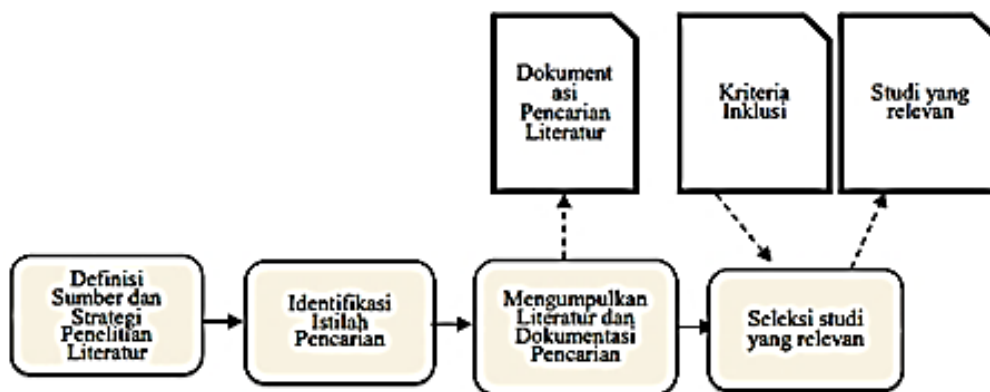 Dokument
asi
Pencarian
Literatur
Kriteria
Inklusi
Studi yang
relevan
Definisi
Sumber dan
Strategi
Penelitian
Literatur
Identifikasi
Istilah
Pencarian
Mengumpulkan
Literatur dan
Dokumentasi
Pencarian
Seleksi studi
yang relevan